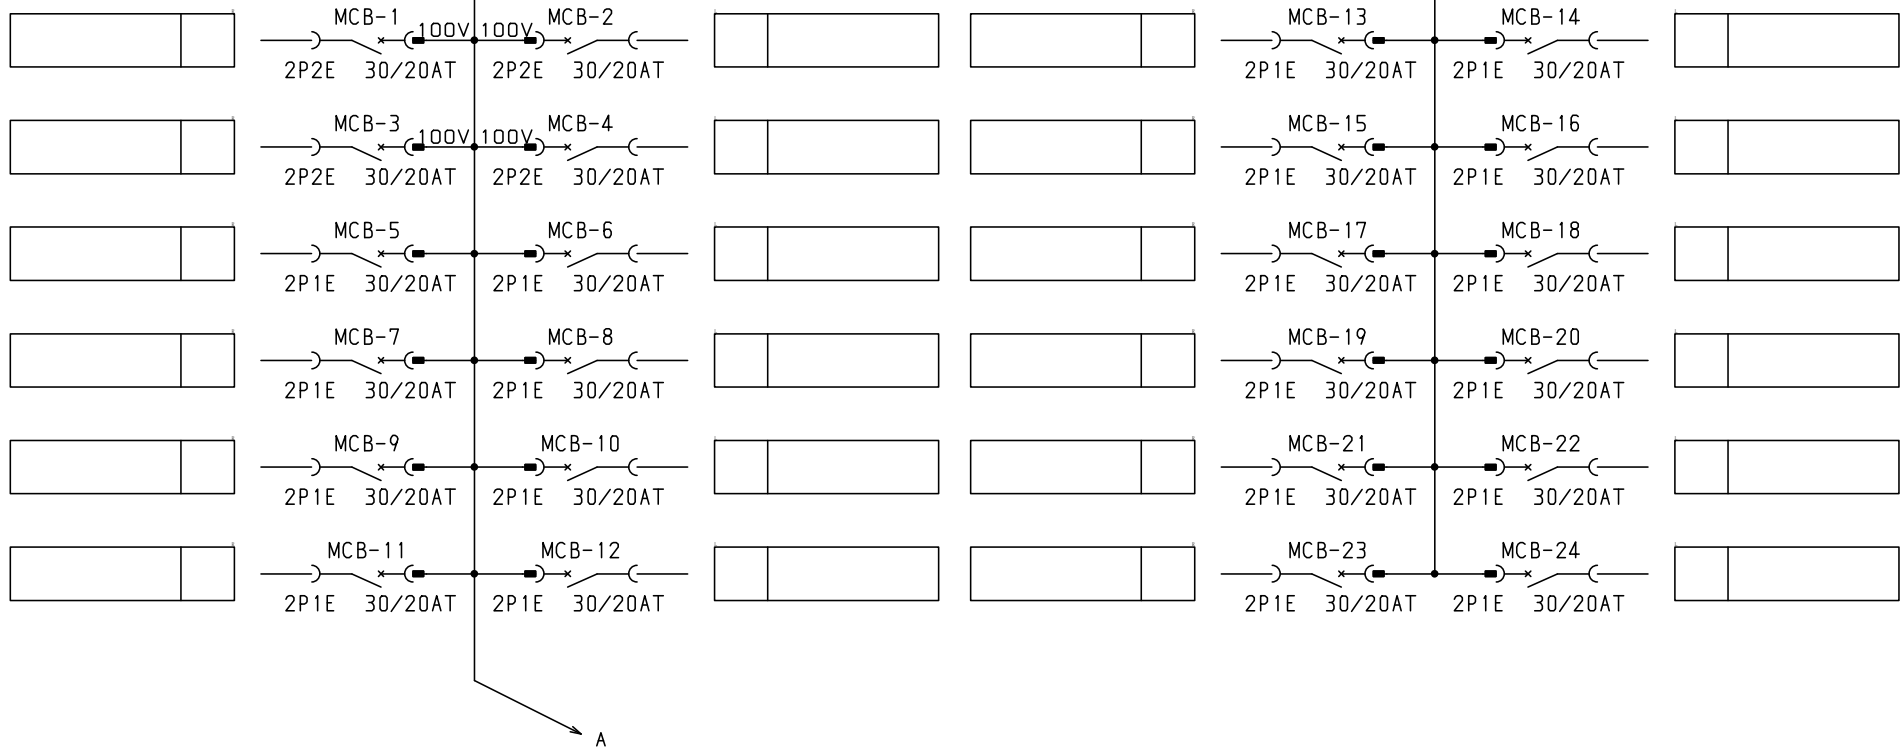 MCB-1 100V 100V MCB-2 MCB-13 MCB-14
2P2E 30/20AT 2P2E 30/20AT 2P1E 30/20AT 2P1E 30/20AT
MCB-3 100V 100V MCB-4 MCB-15 MCB-16
2P2E 30/20AT 2P2E 30/20AT 2P1E 30/20AT 2P1E 30/20AT
MCB-5 MCB-6 MCB-17 MCB-18
2P1E 30/20AT 2P1E 30/20AT 2P1E 30/20AT 2P1E 30/20AT
MCB-7 MCB-8 MCB-19 MCB-20
2P1E 30/20AT 2P1E 30/20AT 2P1E 30/20AT 2P1E 30/20AT
MCB-9 MCB-10 MCB-21 MCB-22
2P1E 30/20AT 2P1E 30/20AT 2P1E 30/20AT 2P1E 30/20AT
MCB-11 MCB-12 MCB-23 MCB-24
2P1E 30/20AT 2P1E 30/20AT 2P1E 30/20AT 2P1E 30/20AT
A